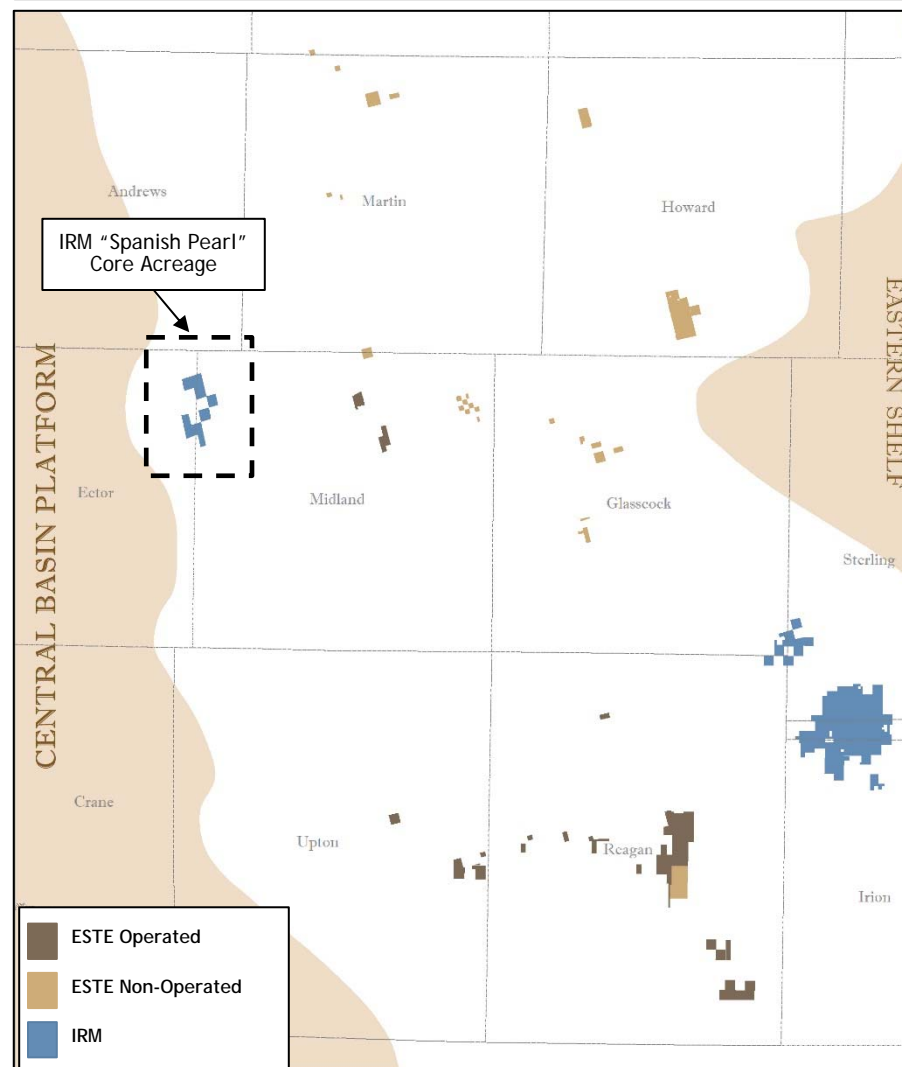 Andrews
Martin
Howard
IRM “Spanish Pearl”
Core Acreage
EASTERN SHELF
CENTRAL BASIN PLATFORM
Ector
Midland
Glasscock
Sterling
Crane
Upton
Reagan
Irion
ESTE Operated
ESTE Non-Operated
IRM